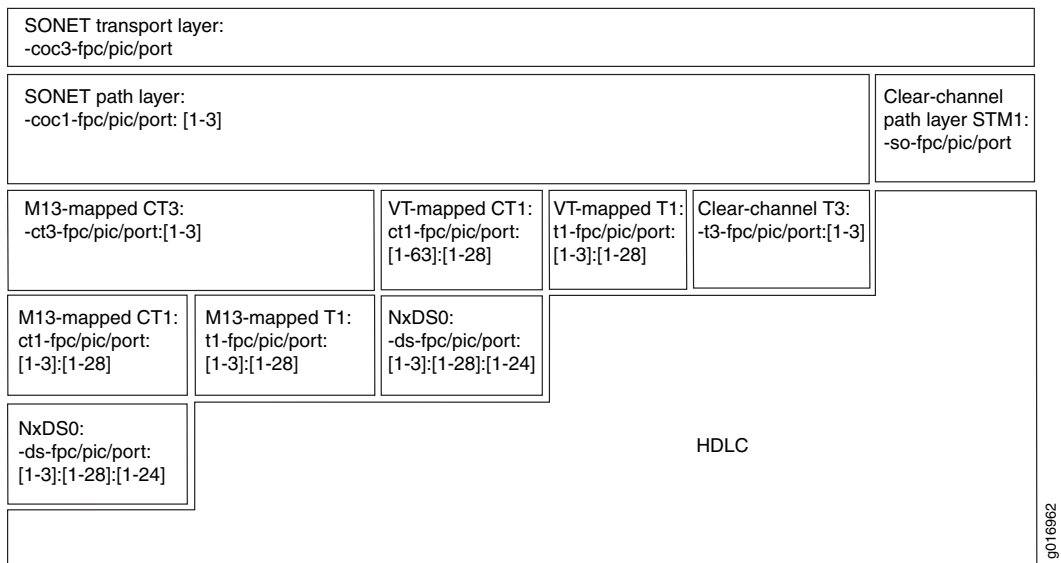 SONET transport layer:
-coc3-fpc/pic/port
SONET path layer:
-coc1-fpc/pic/port: [1-3]
Clear-channel
path layer STM1:
-so-fpc/pic/port
M13-mapped CT3:
-ct3-fpc/pic/port:[1-3]
VT-mapped CT1:
ct1-fpc/pic/port:
[1-63]:[1-28]
VT-mapped T1:
t1-fpc/pic/port:
[1-3]:[1-28]
Clear-channel T3:
-t3-fpc/pic/port:[1-3]
M13-mapped CT1:
ct1-fpc/pic/port:
[1-3]:[1-28]
M13-mapped T1:
t1-fpc/pic/port:
[1-3]:[1-28]
NxDS0:
-ds-fpc/pic/port:
[1-3]:[1-28]:[1-24]
NxDS0:
-ds-fpc/pic/port:
[1-3]:[1-28]:[1-24]
HDLC
g016962